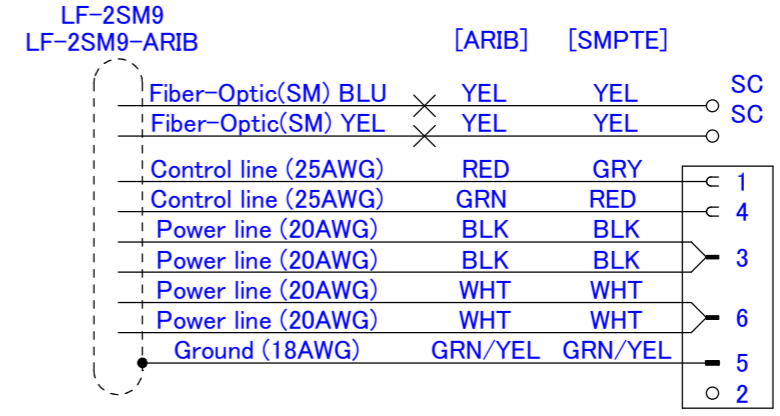 LF-2SM9
LF-2SM9-ARIB [ARIB] [SMPTE]
Fiber-Optic(SM) BLU YEL YEL SC
Fiber-Optic(SM) YEL YEL YEL SC
Control line (25AWG) RED GRY 1
Control line (25AWG) GRN RED 4
Power line (20AWG) BLK BLK
Power line (20AWG) BLK BLK 3
Power line (20AWG) WHT WHT
Power line (20AWG) WHT WHT 6
Ground (18AWG) GRN/YEL GRN/YEL 5
2